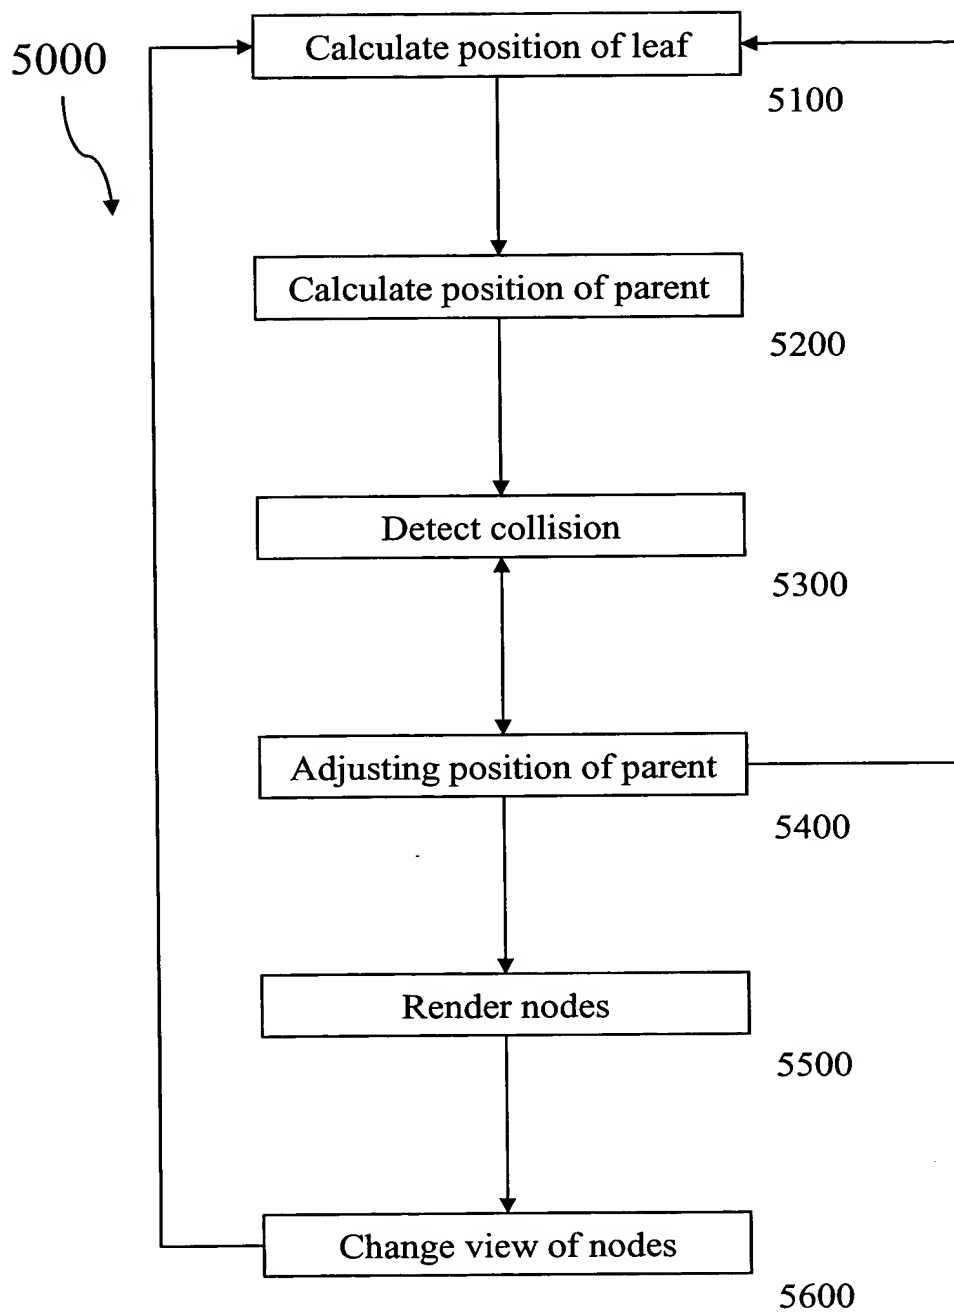 5000
Calculate position of leaf
5100
Calculate position of parent
5200
Detect collision
5300
Adjusting position of parent
5400
Render nodes
5500
Change view of nodes
5600